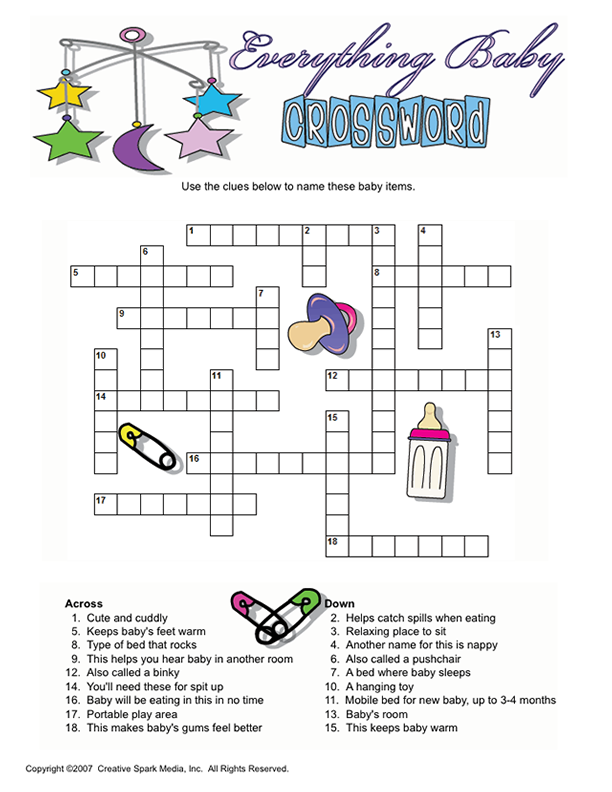 Everything Baby
CROSSWORD
Use the clues below to name these baby items.
1 2 3 4
6
5 8
7
9
13
10
11 12
14
15
16
17
18
Across
1. Cute and cuddly
5. Keeps baby's feet warm
8. Type of bed that rocks
9. This helps you hear baby in another room
12. Also called a binky
14. You'll need these for spit up
16. Baby will be eating in this in no time
17. Portable play area
18. This makes baby's gums feel better
Down
2. Helps catch spills when eating
3. Relaxing place to sit
4. Another name for this is nappy
6. Also called a pushchair
7. A bed where baby sleeps
10. A hanging toy
11. Mobile bed for new baby, up to 3-4 months
13. Baby's room
15. This keeps baby warm
Copyright ©2007 Creative Spark Media, Inc. All Rights Reserved.